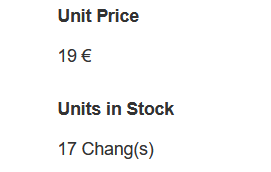 Unit Price
19 €
Units in Stock
17 Chang(s)